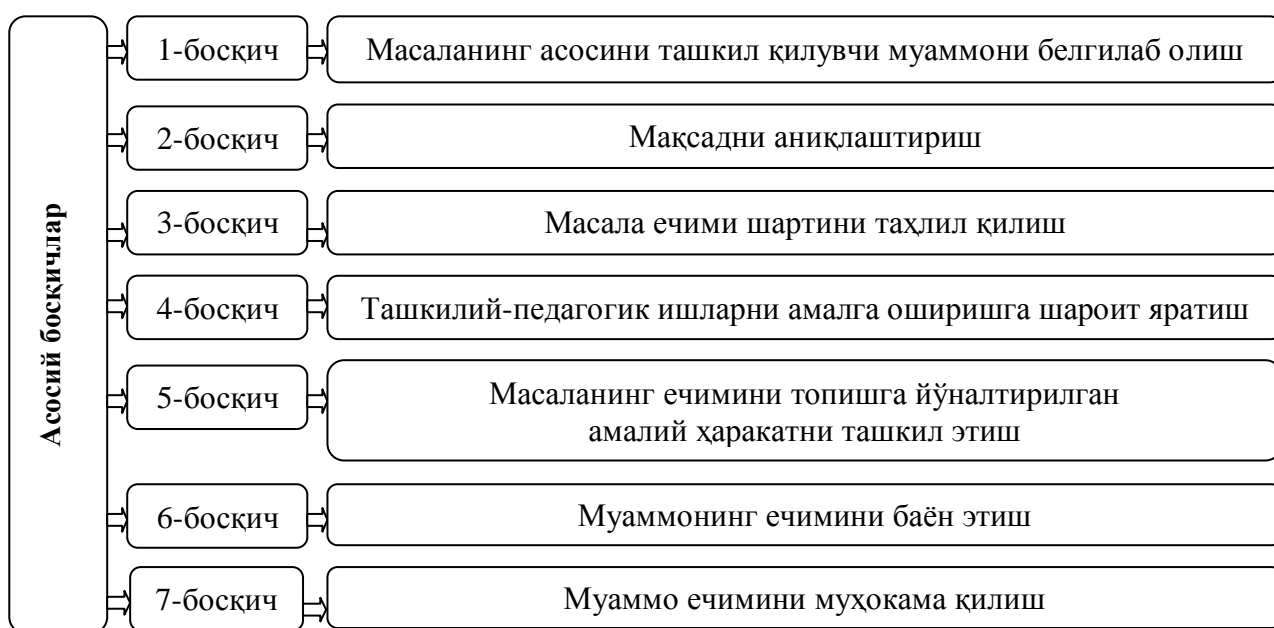 Асосий босқичлар
1-босқич
Масаланинг асосини ташкил қилувчи муаммони белгилаб олиш
2-босқич
Мақсадни аниқлаштириш
3-босқич
Масала ечими шартини таҳлил қилиш
4-босқич
Ташкилий-педагогик ишларни амалга оширишга шароит яратиш
5-босқич
Масаланинг ечимини топишга йўналтирилган
амалий ҳаракатни ташкил этиш
6-босқич
Муаммонинг ечимини баён этиш
7-босқич
Муаммо ечимини муҳокама қилиш